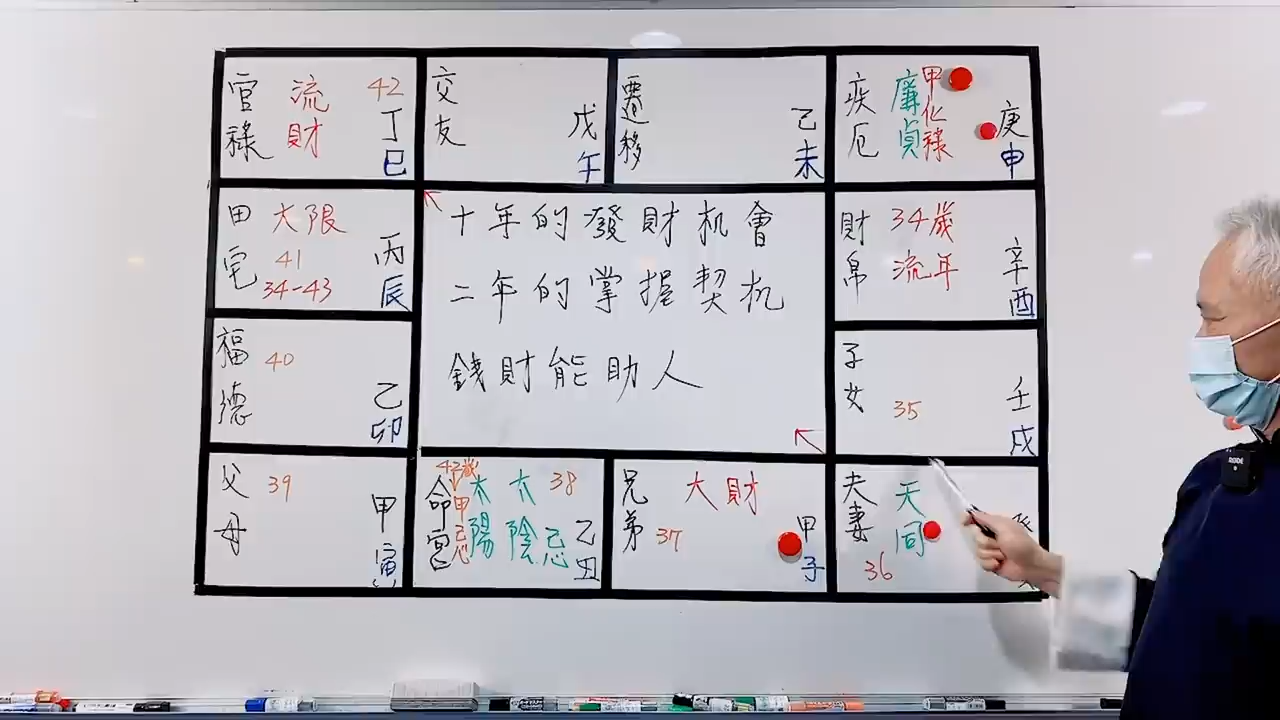 官祿 流財 42 丁巳
交友 戊午
遷移 乙未
疾厄 廉貞 甲化祿 庚申
田宅 大限 41 34-43 丙辰
十年的發財机會
二年的掌握契机
錢財能助人
財帛 34歲流年 辛酉
福德 40 乙卯
子女 35 壬戌
父母 39 甲寅
命宮 43歲 甲忌 太陽 太陰忌 38 乙丑
兄弟 大財 37 甲子
夫妻 天同 36
RODE